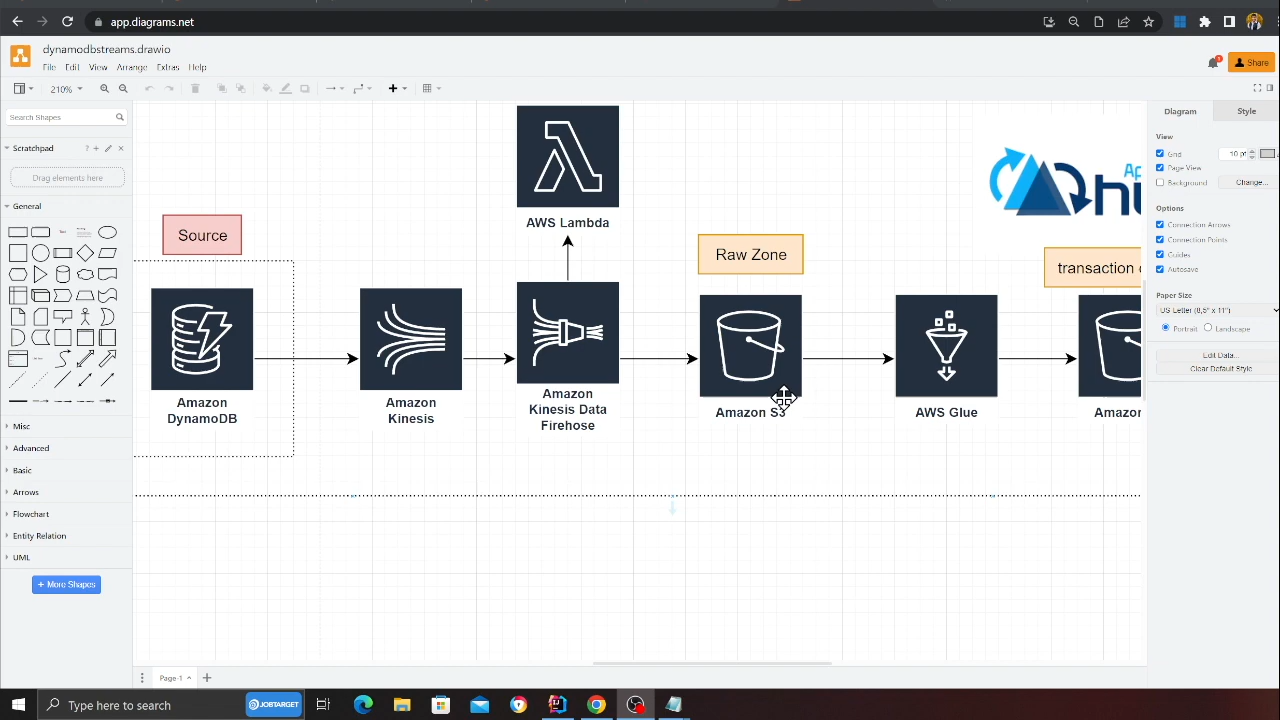 app.diagrams.net
dynamodbstreams.drawio
File Edit View Arrange Extras Help
Share
210%
Search Shapes
Scratchpad
Drag elements here
General
Misc
Advanced
Basic
Arrows
Flowchart
Entity Relation
UML
+ More Shapes
Source
Amazon
DynamoDB
Amazon
Kinesis
AWS Lambda
Amazon
Kinesis Data
Firehose
Raw Zone
Amazon S3
AWS Glue
transaction
Amazon
Diagram Style
View
Grid 10 pt
Page View
Background Change...
Options
Connection Arrows
Connection Points
Guides
Autosave
Paper Size
US-Letter (8,5" x 11")
Portrait Landscape
Edit Data...
Clear Default Style
Page-1
Type here to search
JOBTARGET